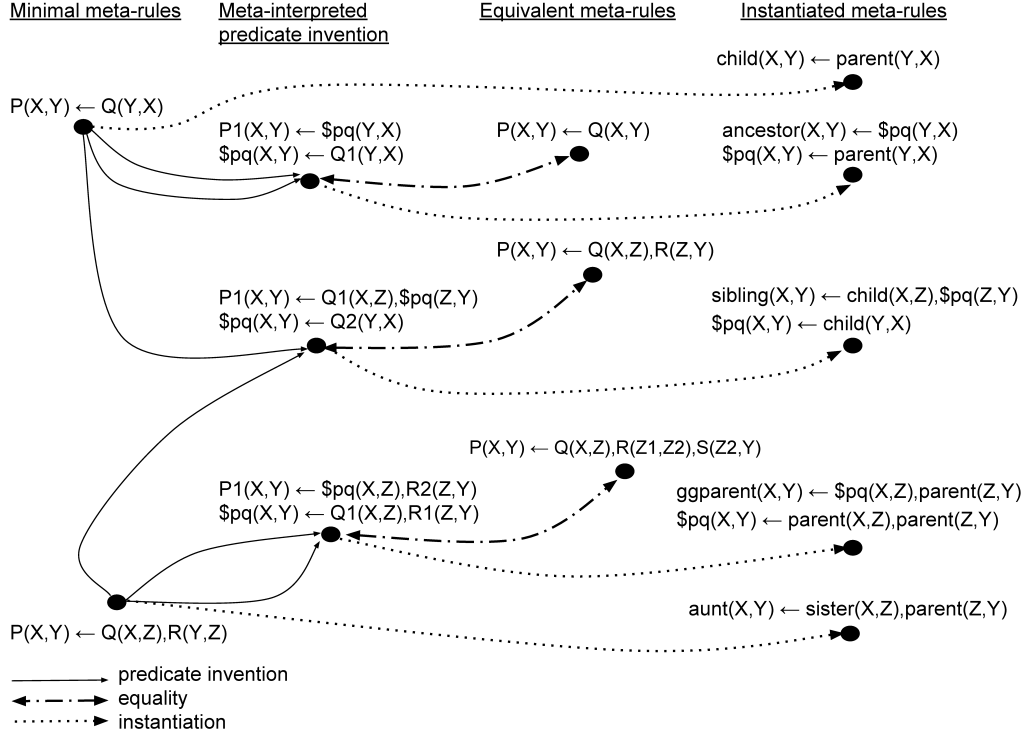 Minimal meta-rules
Meta-interpreted
predicate invention
Equivalent meta-rules
Instantiated meta-rules
child(X,Y) ← parent(Y,X)
P(X,Y) ← Q(Y,X)
P1(X,Y) ← $pq(Y,X)
$pq(X,Y) ← Q1(Y,X)
P(X,Y) ← Q(X,Y)
ancestor(X,Y) ← $pq(Y,X)
$pq(X,Y) ← parent(Y,X)
P(X,Y) ← Q(X,Z),R(Z,Y)
P1(X,Y) ← Q1(X,Z),$pq(Z,Y)
$pq(X,Y) ← Q2(Y,X)
sibling(X,Y) ← child(X,Z),$pq(Z,Y)
$pq(X,Y) ← child(Y,X)
P(X,Y) ← Q(X,Z),R(Z1,Z2),S(Z2,Y)
P1(X,Y) ← $pq(X,Z),R2(Z,Y)
$pq(X,Y) ← Q1(X,Z),R1(Z,Y)
ggparent(X,Y) ← $pq(X,Z),parent(Z,Y)
$pq(X,Y) ← parent(X,Z),parent(Z,Y)
aunt(X,Y) ← sister(X,Z),parent(Z,Y)
P(X,Y) ← Q(X,Z),R(Y,Z)
predicate invention
equality
instantiation